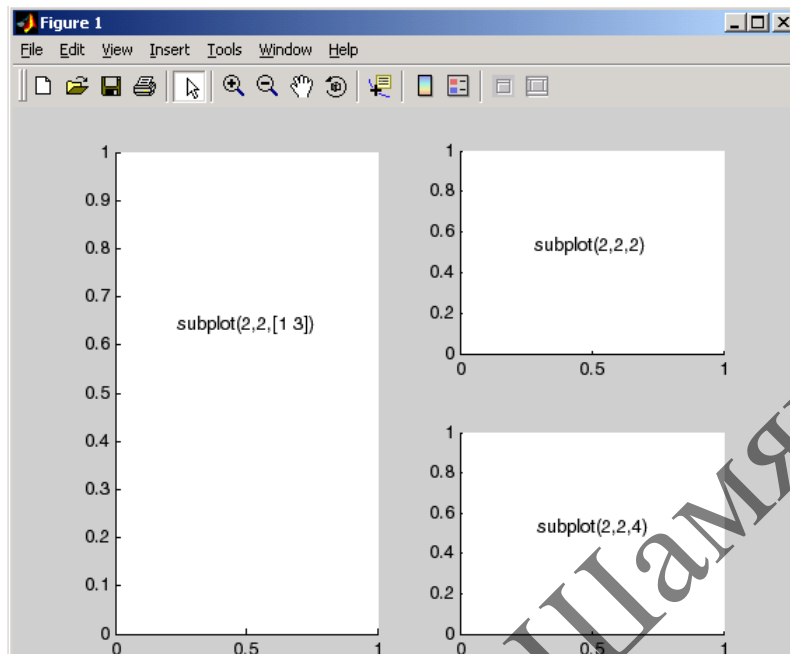 Figure 1
File Edit View Insert Tools Window Help
1
0.9
0.8
0.7
0.6
0.5
0.4
0.3
0.2
0.1
0
0 0.5 1
subplot(2,2,[1 3])
1
0.8
0.6
0.4
0.2
0
0 0.5 1
subplot(2,2,2)
1
0.8
0.6
0.4
0.2
0
0 0.5 1
subplot(2,2,4)